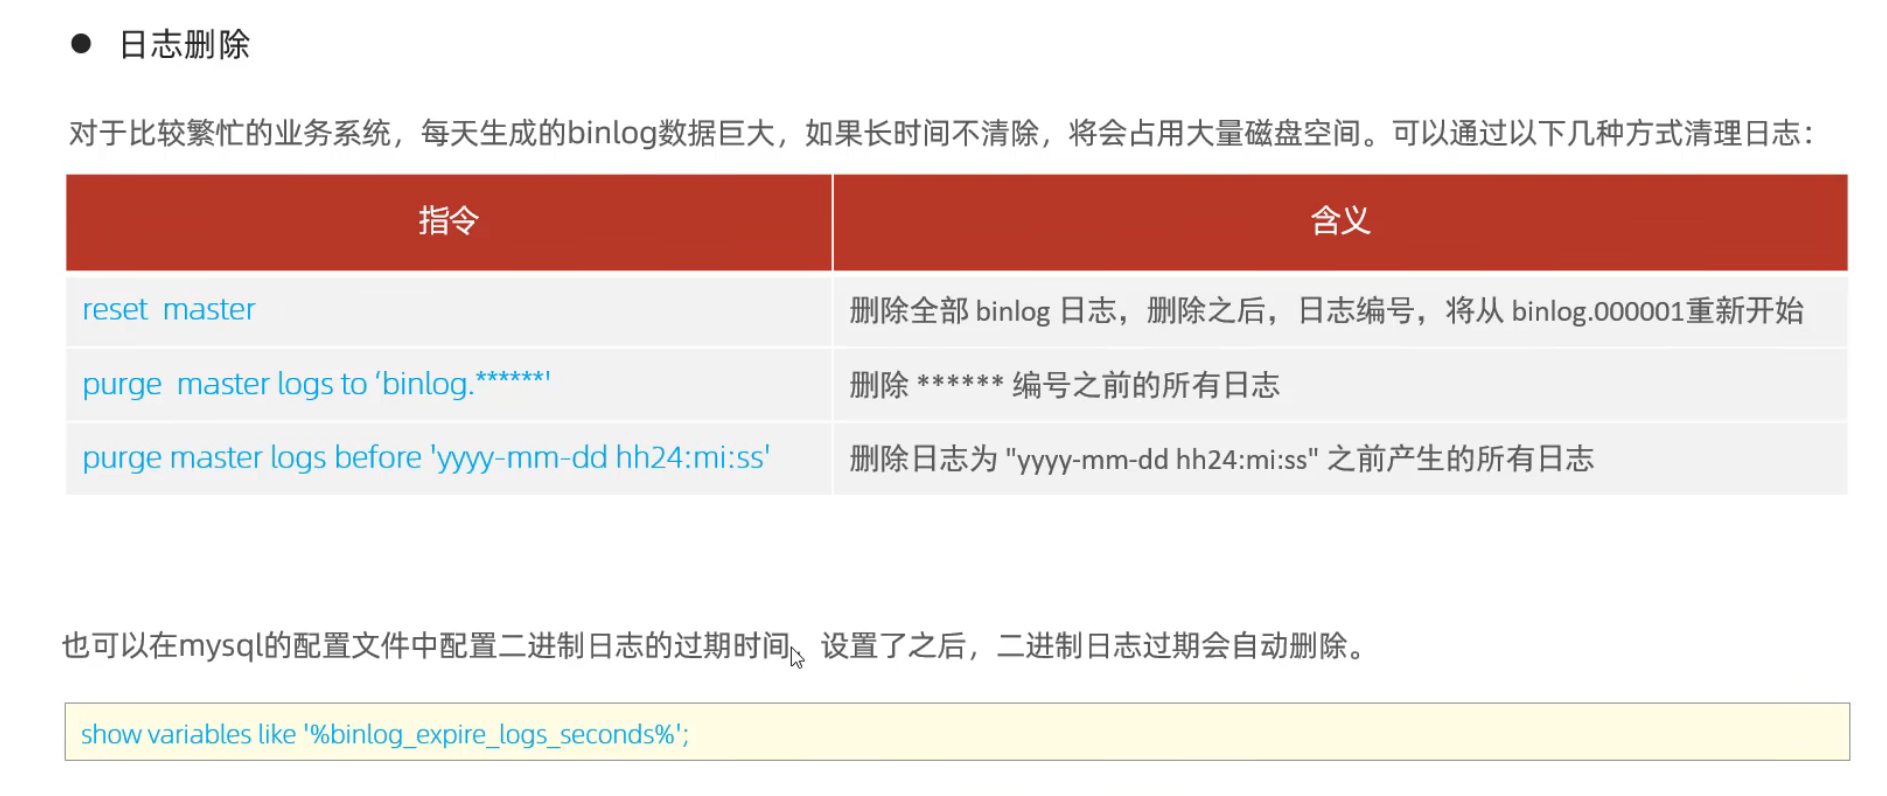 ● 日志删除
对于比较繁忙的业务系统，每天生成的binlog数据巨大，如果长时间不清除，将会占用大量磁盘空间。可以通过以下几种方式清理日志：
指令 含义
reset  master 删除全部 binlog 日志，删除之后，日志编号，将从 binlog.000001重新开始
purge  master logs to ‘binlog.******' 删除 ****** 编号之前的所有日志
purge master logs before 'yyyy-mm-dd hh24:mi:ss' 删除日志为 "yyyy-mm-dd hh24:mi:ss" 之前产生的所有日志
也可以在mysql的配置文件中配置二进制日志的过期时间，设置了之后，二进制日志过期会自动删除。
show variables like '%binlog_expire_logs_seconds%';